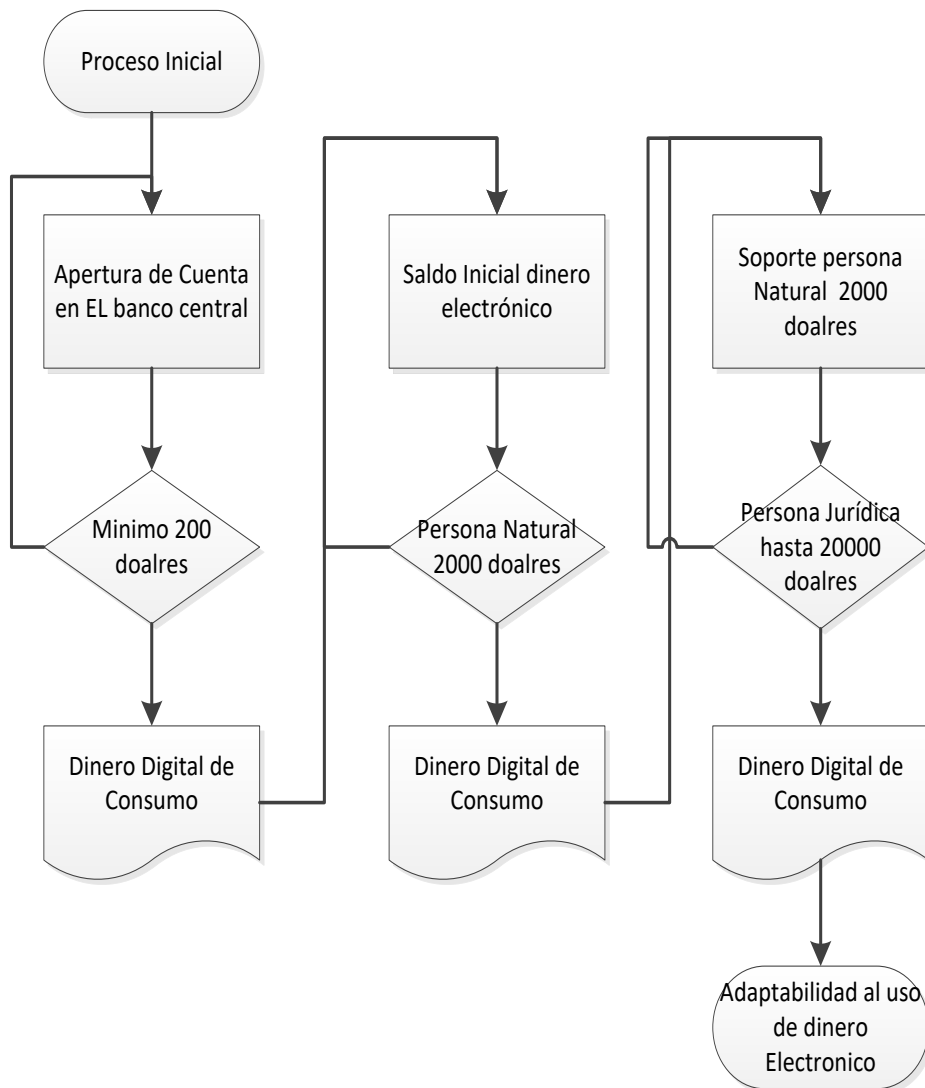 Proceso Inicial
Apertura de Cuenta
en EL banco central
Minimo 200
doalres
Dinero Digital de
Consumo
Saldo Inicial dinero
electrónico
Persona Natural
2000 doalres
Dinero Digital de
Consumo
Soporte persona
Natural 2000
doalres
Persona Jurídica
hasta 20000
doalres
Dinero Digital de
Consumo
Adaptabilidad al uso
de dinero
Electronico